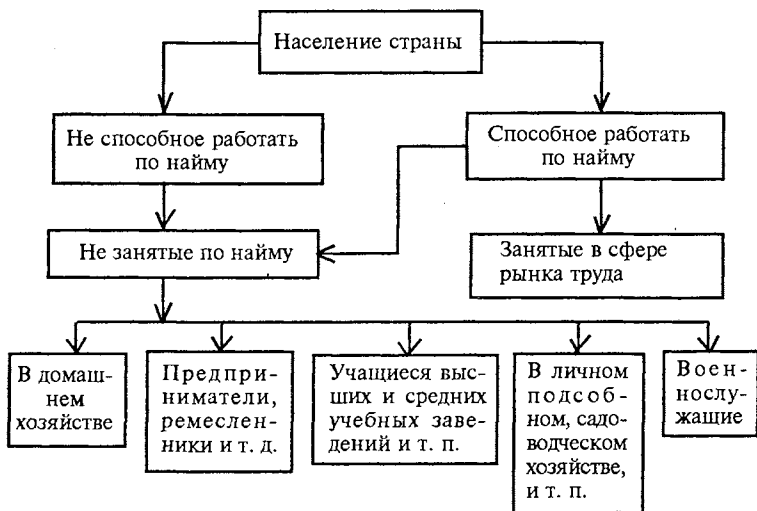 Население страны
Не способное работать
по найму
Способное работать
по найму
Не занятые по найму
Занятые в сфере
рынка труда
В домаш-
нем
хозяйстве
Предпри-
ниматели,
ремеслен-
ники и т. д.
Учащиеся выс-
ших и средних
учебных заве-
дений и т. п.
В личном
подсоб-
ном, садо-
водческом
хозяйстве,
и т. п.
Воен-
нослу-
жащие